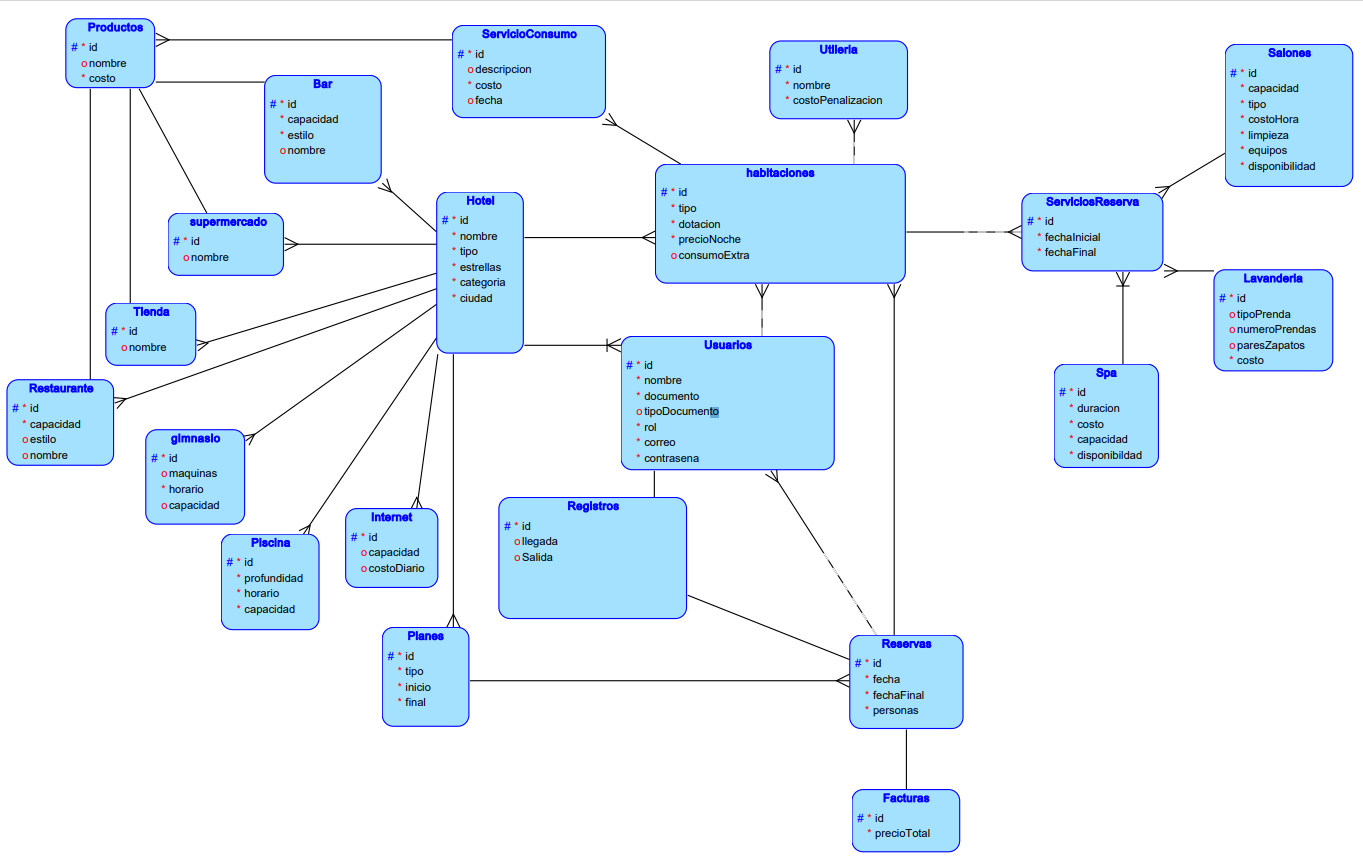 Productos
# * id
o nombre
* costo
ServicioConsumo
# * id
o descripcion
* costo
o fecha
Utileria
# * id
* nombre
* costoPenalizacion
Salones
# * id
* capacidad
* tipo
* costoHora
* limpieza
* equipos
* disponibilidad
Bar
# * id
* capacidad
* estilo
o nombre
habitaciones
# * id
* tipo
* dotacion
* precioNoche
o consumoExtra
Hotel
# * id
* nombre
* tipo
* estrellas
* categoria
* ciudad
ServiciosReserva
# * id
* fechaInicial
* fechaFinal
supermercado
# * id
o nombre
Lavanderia
# * id
o tipoPrenda
o numeroPrendas
o paresZapatos
* costo
Tienda
# * id
o nombre
Usuarios
# * id
* nombre
* documento
o tipoDocumento
* rol
* correo
* contrasena
Spa
# * id
* duracion
* costo
* capacidad
* disponibildad
Restaurante
# * id
* capacidad
o estilo
o nombre
gimnasio
# * id
o maquinas
* horario
o capacidad
Registros
# * id
o llegada
o Salida
Internet
# * id
o capacidad
o costoDiario
Piscina
# * id
* profundidad
* horario
* capacidad
Planes
# * id
* tipo
* inicio
* final
Reservas
# * id
* fecha
* fechaFinal
* personas
Facturas
# * id
* precioTotal